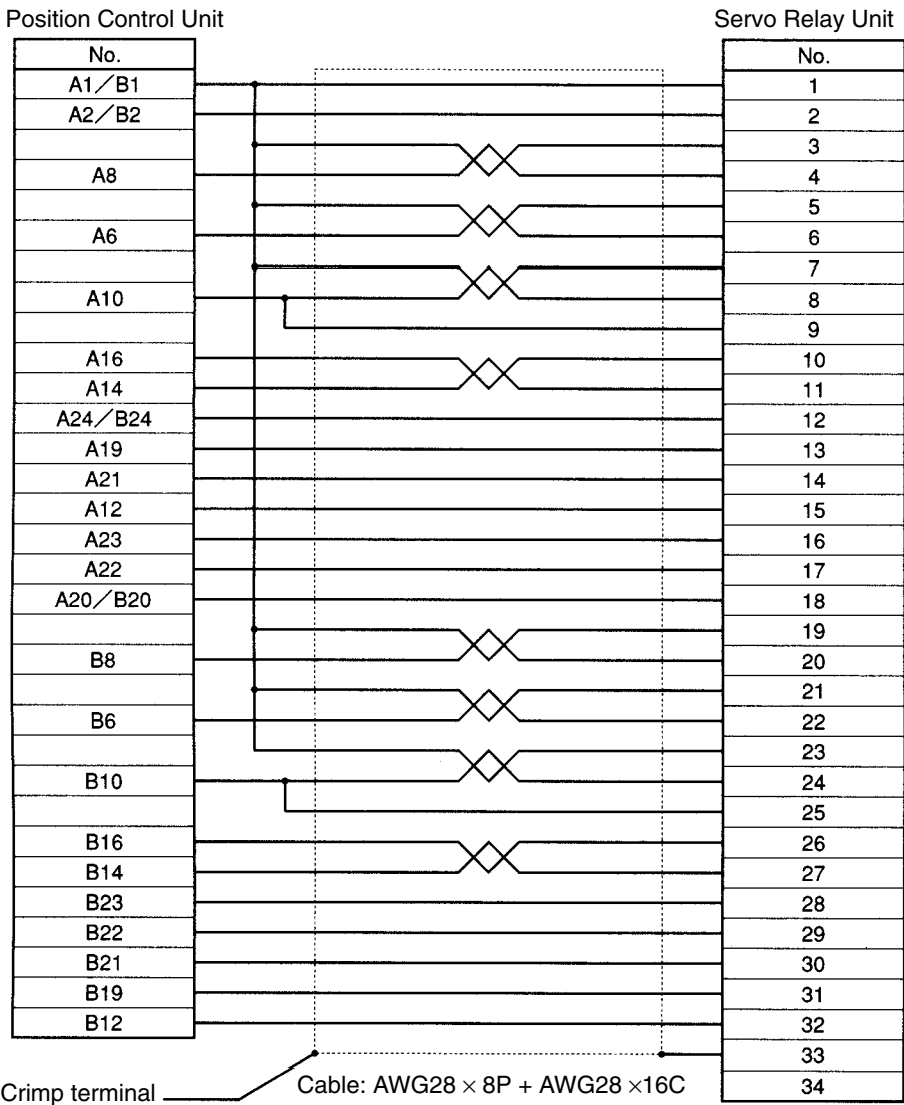 Position Control Unit Servo Relay Unit
No. No.
A1/B1 1
A2/B2 2
3
A8 4
5
A6 6
7
A10 8
9
A16 10
A14 11
A24/B24 12
A19 13
A21 14
A12 15
A23 16
A22 17
A20/B20 18
19
B8 20
21
B6 22
23
B10 24
25
B16 26
B14 27
B23 28
B22 29
B21 30
B19 31
B12 32
33
Crimp terminal Cable: AWG28 × 8P + AWG28 ×16C 34